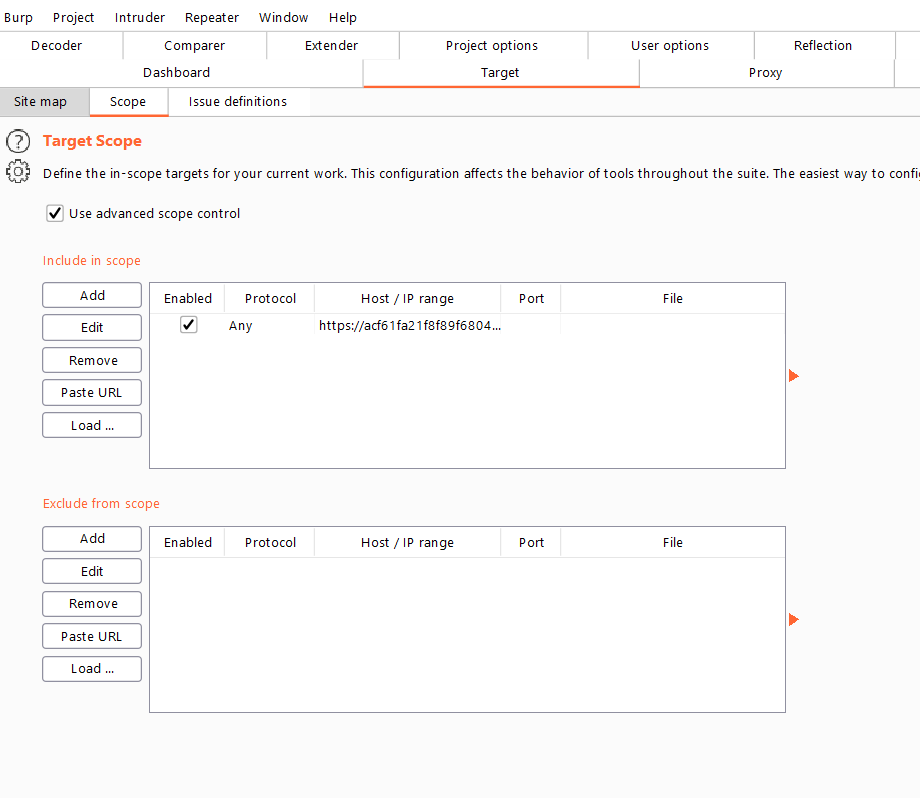 Burp Project Intruder Repeater Window Help
Decoder Comparer Extender Project options User options Reflection
Dashboard Target Proxy
Site map Scope Issue definitions
?
Target Scope
Define the in-scope targets for your current work. This configuration affects the behavior of tools throughout the suite. The easiest way to confi
Use advanced scope control
Include in scope
Add
Edit
Remove
Paste URL
Load ...
Enabled Protocol Host / IP range Port File
Any https://acf61fa21f8f89f6804...
Exclude from scope
Add
Edit
Remove
Paste URL
Load ...
Enabled Protocol Host / IP range Port File